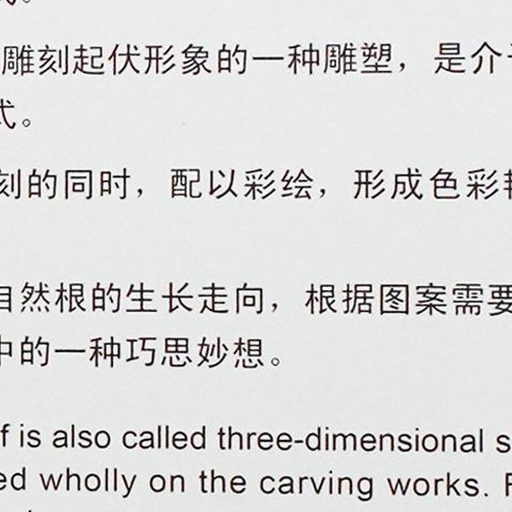 雕刻起伏形象的一种雕塑，是介
式。
刻的同时，配以彩绘，形成色彩
自然根的生长走向，根据图案需要
中的一种巧思妙想。
f is also called three-dimensional s
ed wholly on the carving works. F